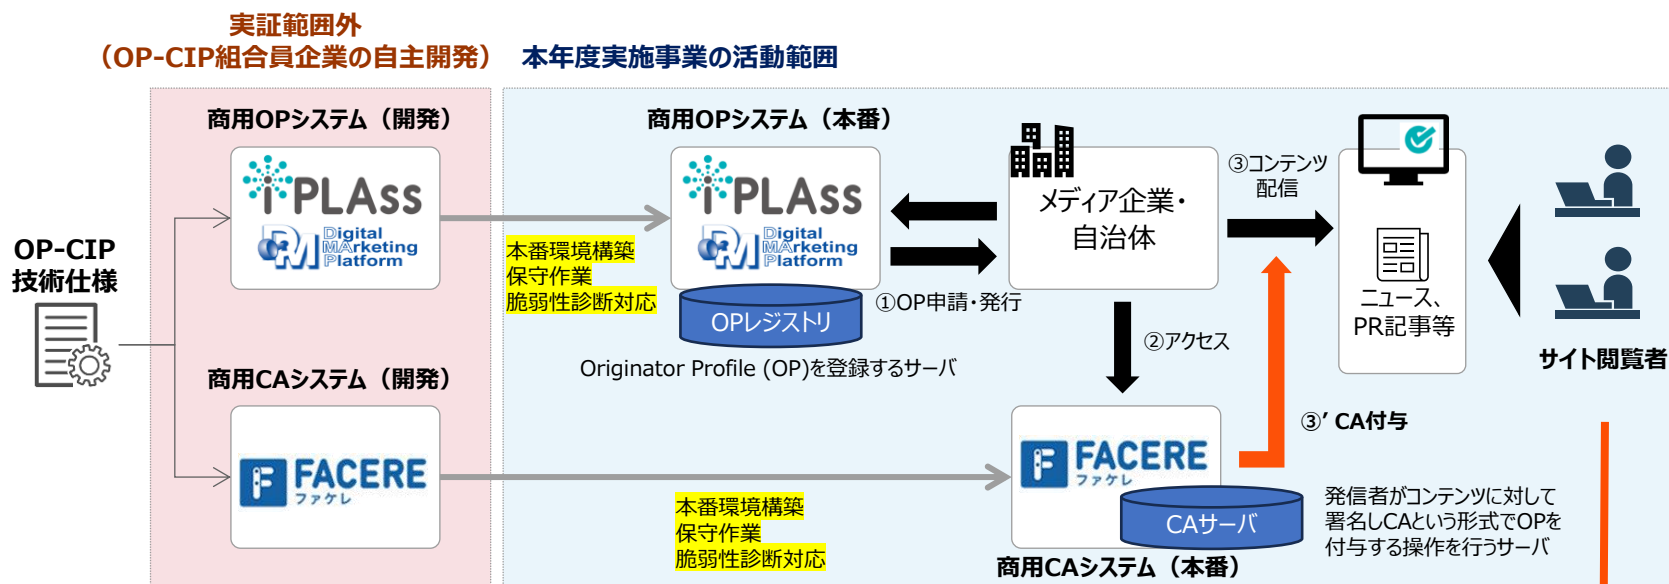 実証範囲外
（OP-CIP組合員企業の自主開発）
本年度実施事業の活動範囲
商用OPシステム（開発）
iPLAss
Digital
MArketing
Platform
OP-CIP
技術仕様
商用CAシステム（開発）
FACERE
ファケレ
本番環境構築
保守作業
脆弱性診断対応
商用OPシステム（本番）
iPLAss
Digital
MArketing
Platform
OPレジストリ
Originator Profile (OP)を登録するサーバ
①OP申請・発行
メディア企業・
自治体
③コンテンツ
配信
ニュース、
PR記事等
サイト閲覧者
②アクセス
③’ CA付与
本番環境構築
保守作業
脆弱性診断対応
FACERE
ファケレ
CAサーバ
商用CAシステム（本番）
発信者がコンテンツに対して
署名しCAという形式でOPを
付与する操作を行うサーバ